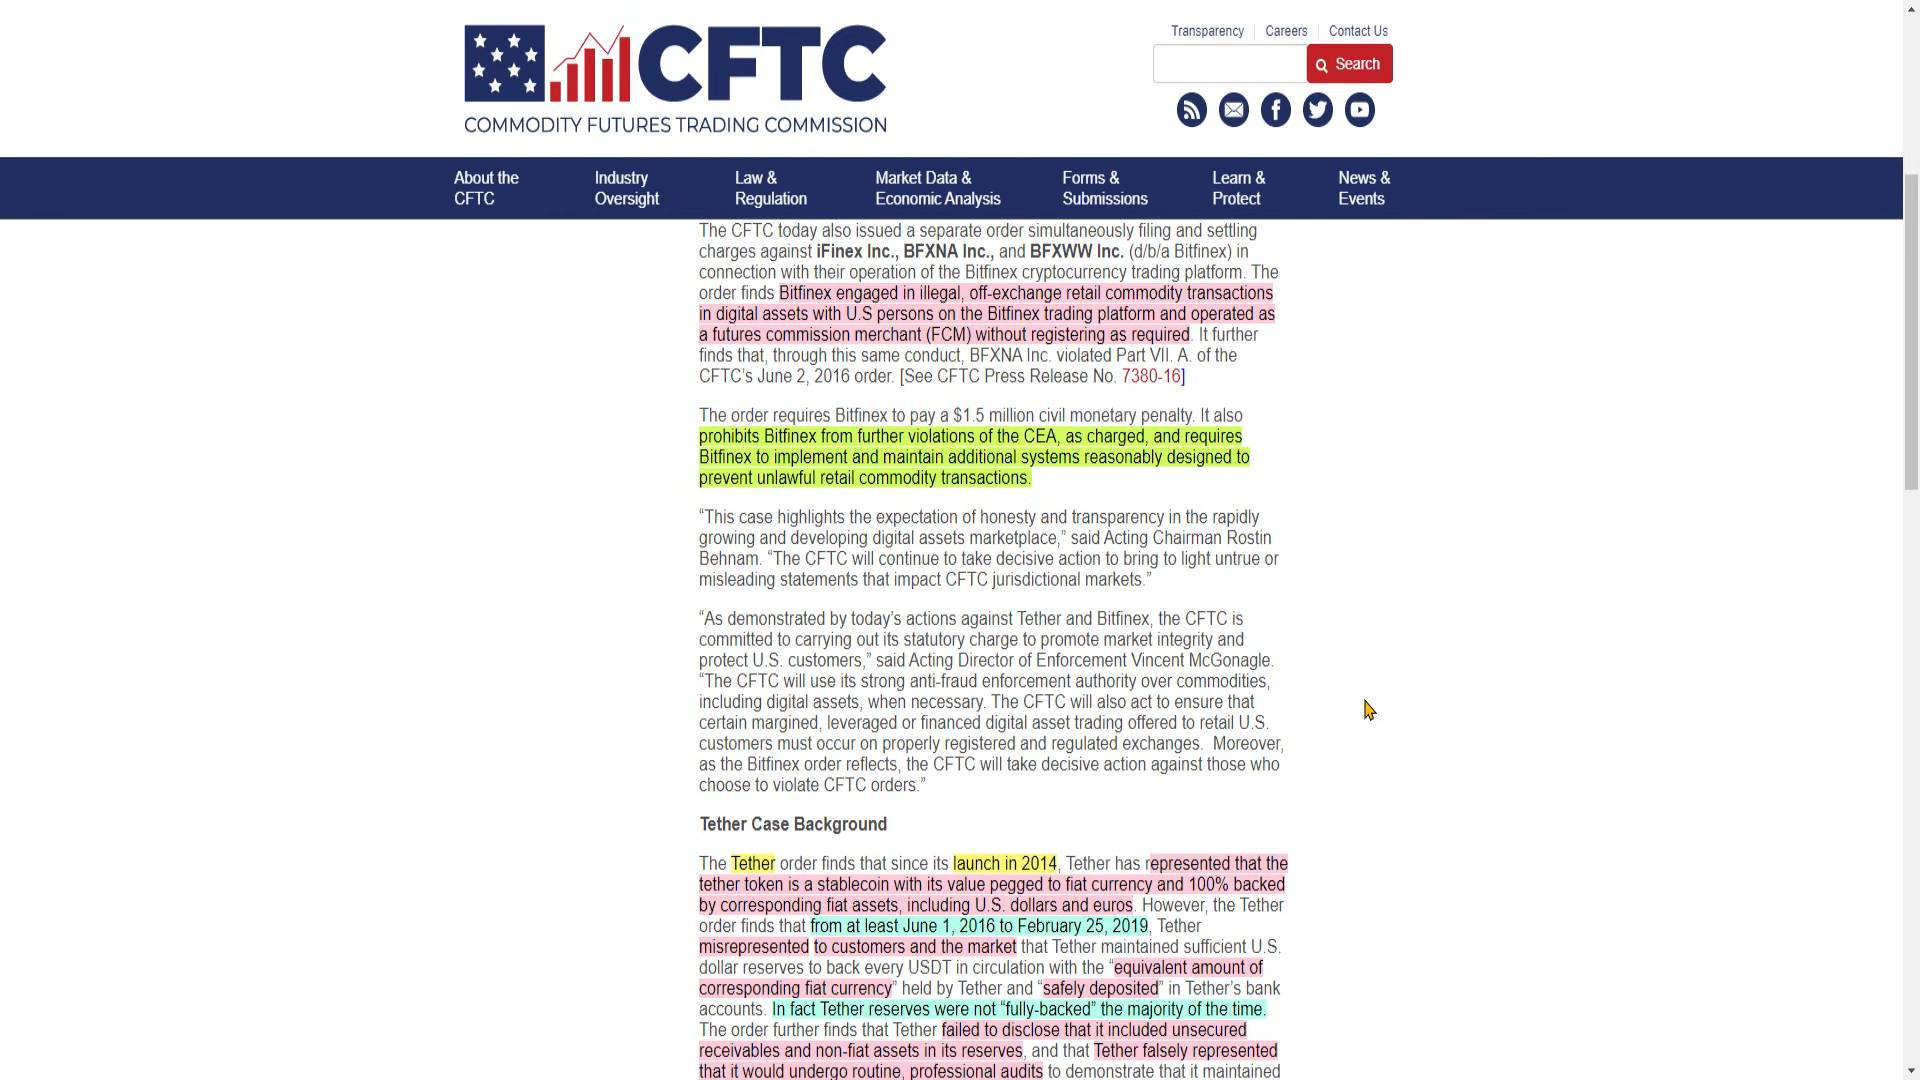 CFTC
COMMODITY FUTURES TRADING COMMISSION
Transparency
Careers
Contact Us
Search
About the
CFTC
Industry
Oversight
Law &
Regulation
Market Data &
Economic Analysis
Forms &
Submissions
Learn &
Protect
News &
Events
The CFTC today also issued a separate order simultaneously filing and settling
charges against iFinex Inc., BFXNA Inc., and BFXWW Inc. (d/b/a Bitfinex) in
connection with their operation of the Bitfinex cryptocurrency trading platform. The
order finds Bitfinex engaged in illegal, off-exchange retail commodity transactions
in digital assets with U.S persons on the Bitfinex trading platform and operated as
a futures commission merchant (FCM) without registering as required. It further
finds that, through this same conduct, BFXNA Inc. violated Part VII. A. of the
CFTC’s June 2, 2016 order. [See CFTC Press Release No. 7380-16]
The order requires Bitfinex to pay a $1.5 million civil monetary penalty. It also
prohibits Bitfinex from further violations of the CEA, as charged, and requires
Bitfinex to implement and maintain additional systems reasonably designed to
prevent unlawful retail commodity transactions.
“This case highlights the expectation of honesty and transparency in the rapidly
growing and developing digital assets marketplace,” said Acting Chairman Rostin
Behnam. “The CFTC will continue to take decisive action to bring to light untrue or
misleading statements that impact CFTC jurisdictional markets.”
“As demonstrated by today’s actions against Tether and Bitfinex, the CFTC is
committed to carrying out its statutory charge to promote market integrity and
protect U.S. customers,” said Acting Director of Enforcement Vincent McGonagle.
“The CFTC will use its strong anti-fraud enforcement authority over commodities,
including digital assets, when necessary. The CFTC will also act to ensure that
certain margined, leveraged or financed digital asset trading offered to retail U.S.
customers must occur on properly registered and regulated exchanges.  Moreover,
as the Bitfinex order reflects, the CFTC will take decisive action against those who
choose to violate CFTC orders.”
Tether Case Background
The Tether order finds that since its launch in 2014, Tether has represented that the
tether token is a stablecoin with its value pegged to fiat currency and 100% backed
by corresponding fiat assets, including U.S. dollars and euros. However, the Tether
order finds that from at least June 1, 2016 to February 25, 2019, Tether
misrepresented to customers and the market that Tether maintained sufficient U.S.
dollar reserves to back every USDT in circulation with the “equivalent amount of
corresponding fiat currency” held by Tether and “safely deposited” in Tether’s bank
accounts. In fact Tether reserves were not “fully-backed” the majority of the time.
The order further finds that Tether failed to disclose that it included unsecured
receivables and non-fiat assets in its reserves, and that Tether falsely represented
that it would undergo routine, professional audits to demonstrate that it maintained